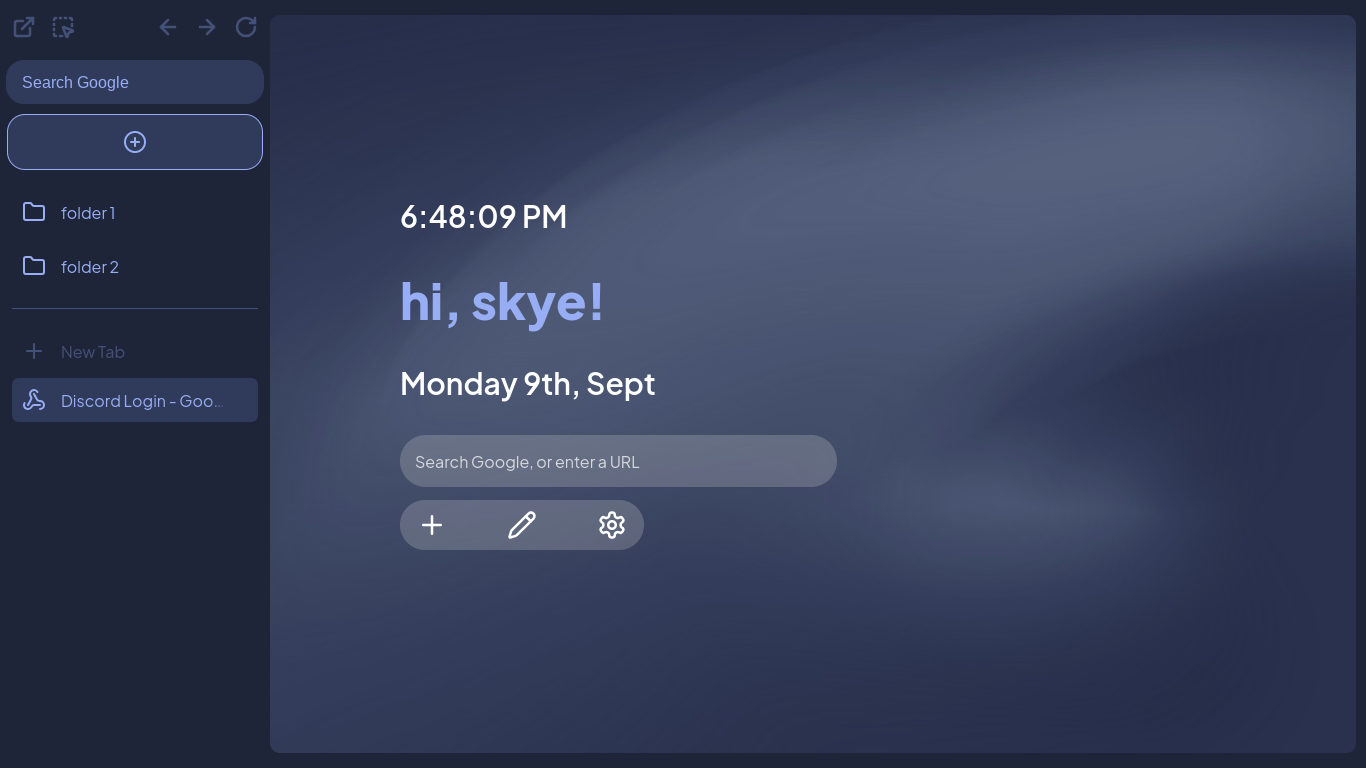 Search Google
folder 1
folder 2
New Tab
Discord Login - Goo...
6:48:09 PM
hi, skye!
Monday 9th, Sept
Search Google, or enter a URL